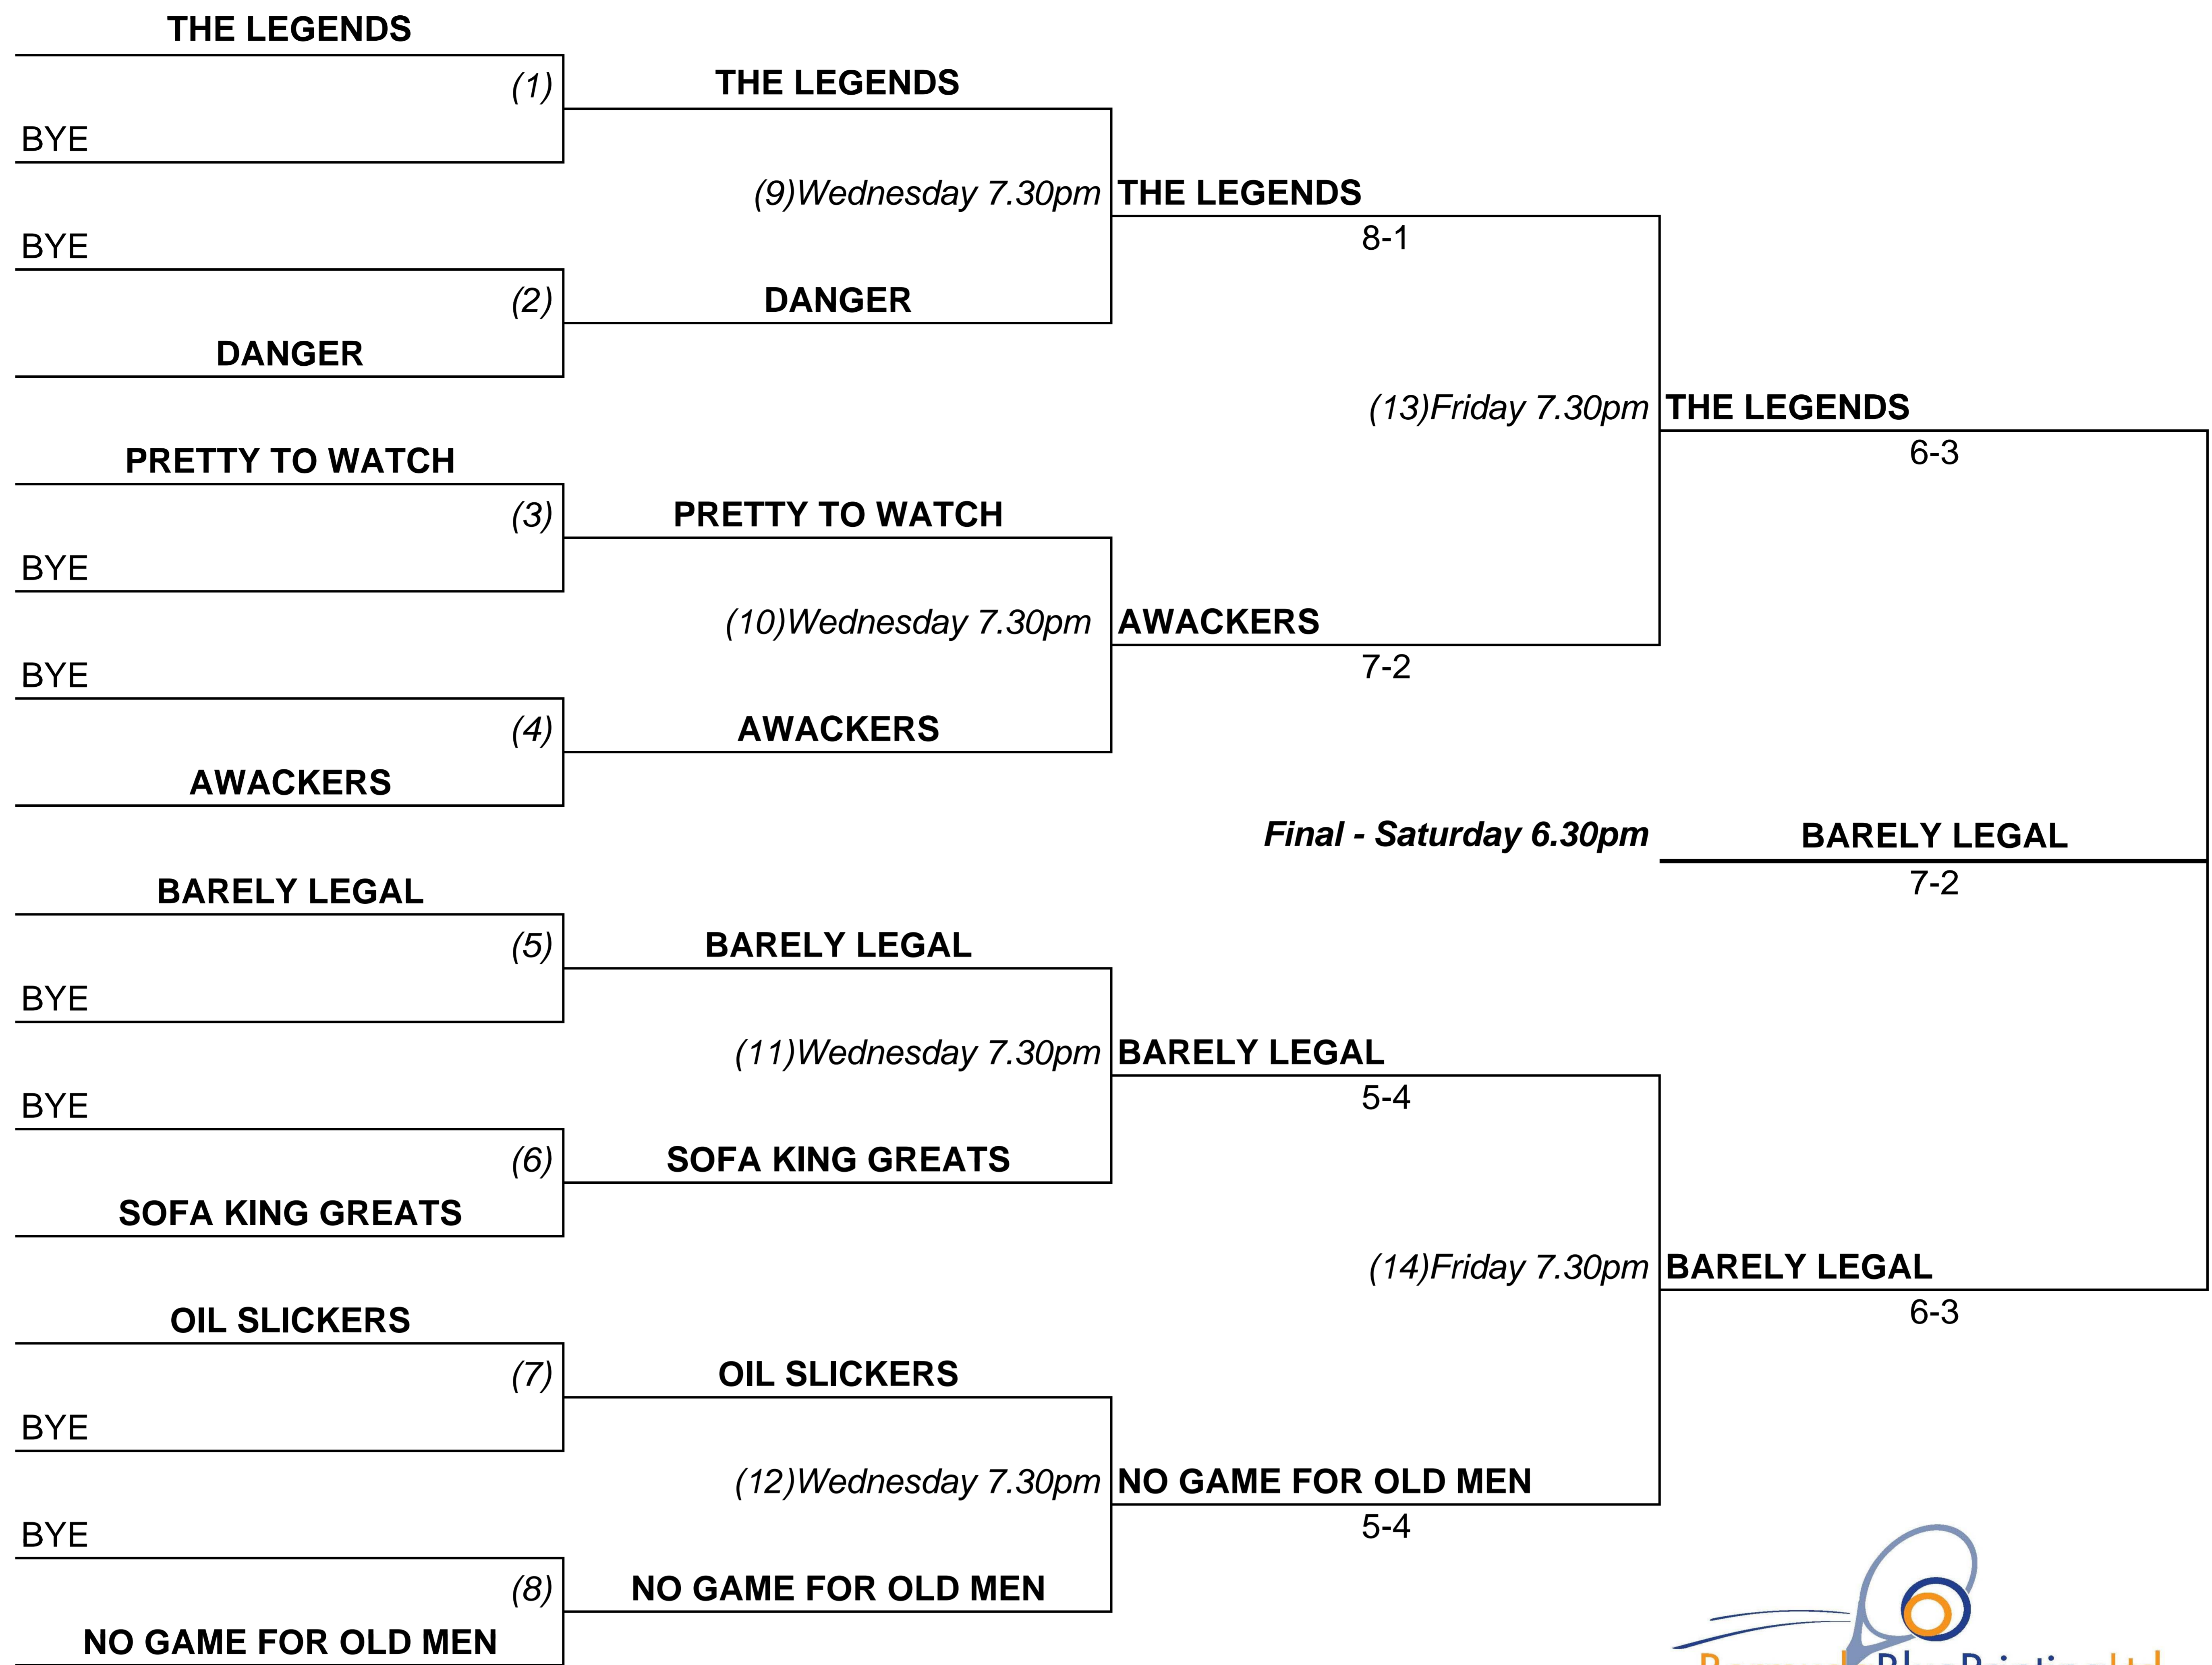 THE LEGENDS
(1)
THE LEGENDS
BYE
(9)Wednesday 7.30pm
THE LEGENDS
8-1
BYE
(2)
DANGER
DANGER
(13)Friday 7.30pm
THE LEGENDS
6-3
PRETTY TO WATCH
(3)
PRETTY TO WATCH
BYE
(10)Wednesday 7.30pm
AWACKERS
7-2
BYE
(4)
AWACKERS
AWACKERS
Final - Saturday 6.30pm
BARELY LEGAL
7-2
BARELY LEGAL
(5)
BARELY LEGAL
BYE
(11)Wednesday 7.30pm
BARELY LEGAL
5-4
BYE
(6)
SOFA KING GREATS
SOFA KING GREATS
(14)Friday 7.30pm
BARELY LEGAL
6-3
OIL SLICKERS
(7)
OIL SLICKERS
BYE
(12)Wednesday 7.30pm
NO GAME FOR OLD MEN
5-4
BYE
(8)
NO GAME FOR OLD MEN
NO GAME FOR OLD MEN